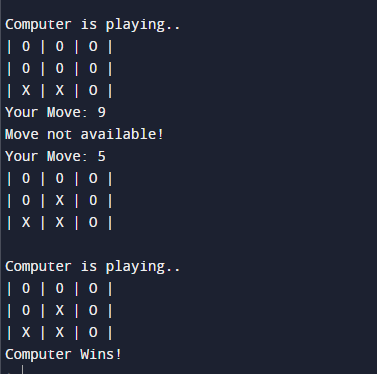 Computer is playing..
| O | O | O |
| O | O | O |
| X | X | O |
Your Move: 9
Move not available!
Your Move: 5
| O | O | O |
| O | X | O |
| X | X | O |
Computer is playing..
| O | O | O |
| O | X | O |
| X | X | O |
Computer Wins!